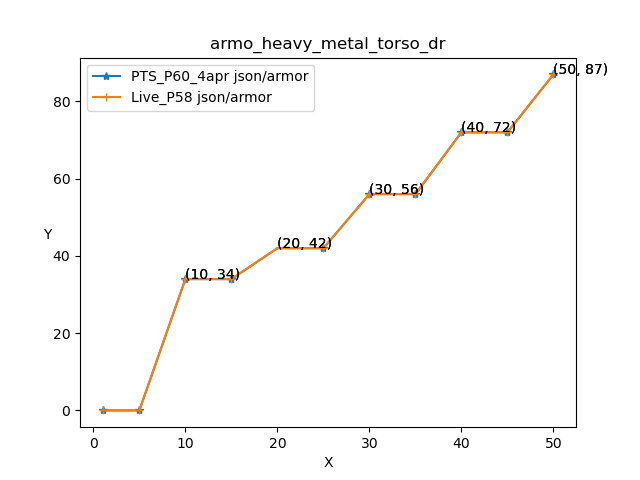 armo_heavy_metal_torso_dr
PTS_P60_4apr json/armor
Live_P58 json/armor
(50, 87)
(40, 72)
(30, 56)
(20, 42)
(10, 34)
80
60
40
20
0
Y
0 10 20 30 40 50
X